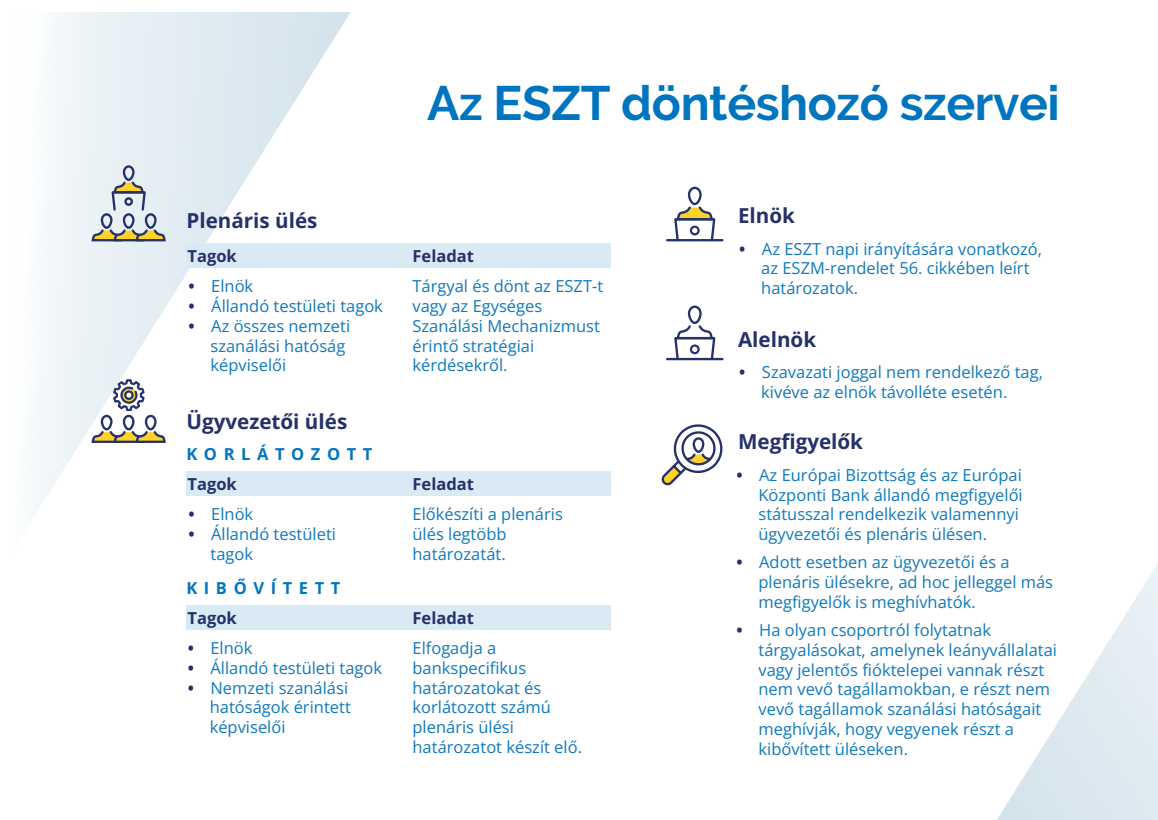 Az ESZT döntéshozó szervei
Plenáris ülés
Tagok Feladat
• Elnök
• Állandó testületi tagok
• Az összes nemzeti
szanálási hatóság
képviselői
Tárgyal és dönt az ESZT-t
vagy az Egységes
Szanálási Mechanizmust
érintő stratégiai
kérdésekről.
Ügyvezetői ülés
KORLÁTOZOTT
Tagok Feladat
• Elnök
• Állandó testületi
tagok
Előkészíti a plenáris
ülés legtöbb
határozatát.
KIBŐVÍTETT
Tagok Feladat
• Elnök
• Állandó testületi tagok
• Nemzeti szanálási
hatóságok érintett
képviselői
Elfogadja a
bankspecifikus
határozatokat és
korlátozott számú
plenáris ülési
határozatot készít elő.
Elnök
• Az ESZT napi irányítására vonatkozó,
az ESZM-rendelet 56. cikkében leírt
határozatok.
Alelnök
• Szavazati joggal nem rendelkező tag,
kivéve az elnök távolléte esetén.
Megfigyelők
• Az Európai Bizottság és az Európai
Központi Bank állandó megfigyelői
státusszal rendelkezik valamennyi
ügyvezetői és plenáris ülésen.
• Adott esetben az ügyvezetői és a
plenáris ülésekre, ad hoc jelleggel más
megfigyelők is meghívhatók.
• Ha olyan csoportról folytatnak
tárgyalásokat, amelynek leányvállalatai
vagy jelentős fióktelepei vannak részt
nem vevő tagállamokban, e részt nem
vevő tagállamok szanálási hatóságait
meghívják, hogy vegyenek részt a
kibővített üléseken.